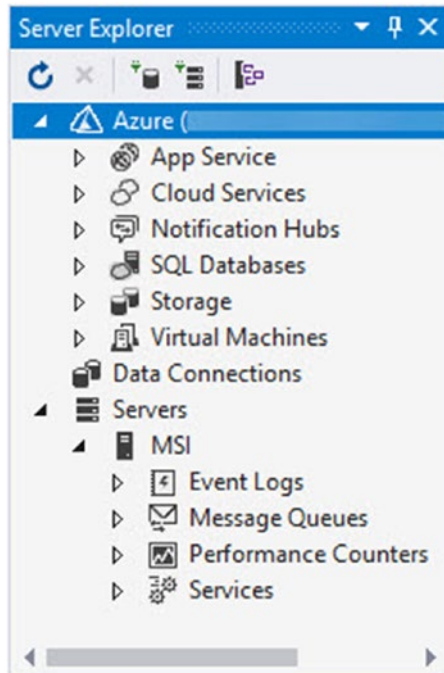 Server Explorer
Azure (
App Service
Cloud Services
Notification Hubs
SQL Databases
Storage
Virtual Machines
Data Connections
Servers
MSI
Event Logs
Message Queues
Performance Counters
Services